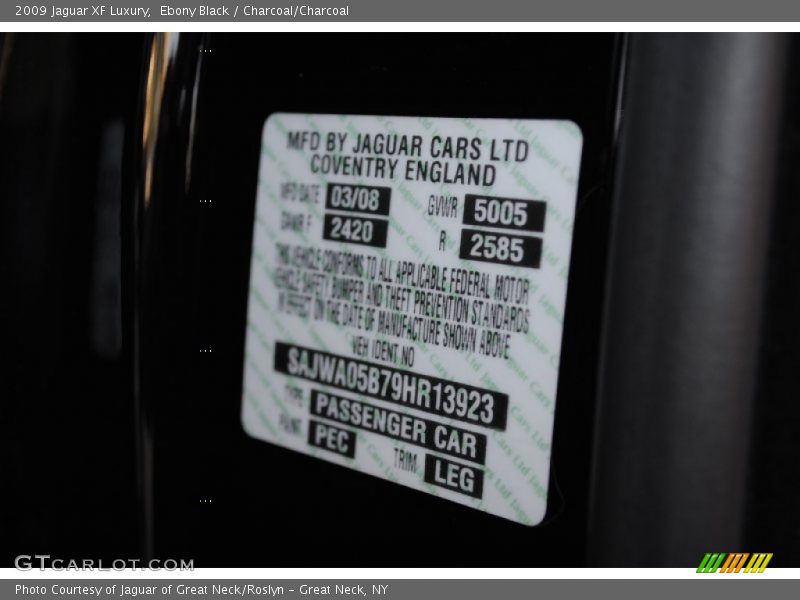 2009 Jaguar XF Luxury, Ebony Black / Charcoal/Charcoal
MFD BY JAGUAR CARS LTD
COVENTRY ENGLAND
MFD DATE 03/08 GVWR 5005
GAWR F 2420 R 2585
THIS VEHICLE CONFORMS TO ALL APPLICABLE FEDERAL MOTOR
VEHICLE SAFETY BUMPER AND THEFT PREVENTION STANDARDS
IN EFFECT ON THE DATE OF MANUFACTURE SHOWN ABOVE
VEH IDENT NO
SAJWA05B79HR13923
TYPE PASSENGER CAR
PAINT PEC TRIM LEG
GTCARLOT.COM
Photo Courtesy of Jaguar of Great Neck/Roslyn - Great Neck, NY